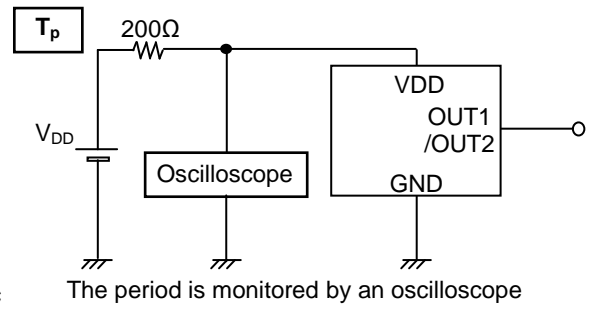 Tp
200Ω
VDD
OUT1
/OUT2
VDD
Oscilloscope
GND
The period is monitored by an oscilloscope